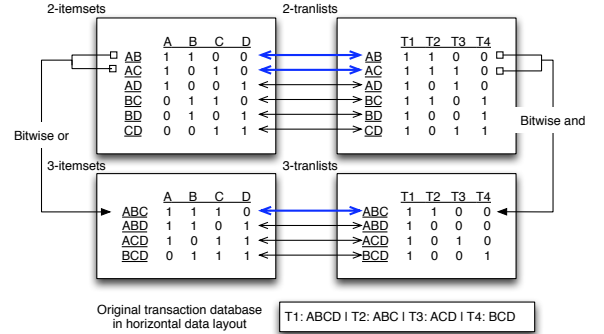 2-itemsets 2-tranlists
A B C D T1 T2 T3 T4
AB 1 1 0 0 AB 1 1 0 0
AC 1 0 1 0 AC 1 1 1 0
AD 1 0 0 1 AD 1 0 1 0
BC 0 1 1 0 BC 1 1 0 1
BD 0 1 0 1 BD 1 0 0 1
CD 0 0 1 1 CD 1 0 1 1
Bitwise or Bitwise and
3-itemsets 3-tranlists
A B C D T1 T2 T3 T4
ABC 1 1 1 0 ABC 1 1 0 0
ABD 1 1 0 1 ABD 1 0 0 0
ACD 1 0 1 1 ACD 1 0 1 0
BCD 0 1 1 1 BCD 1 0 0 1
Original transaction database
in horizontal data layout
T1: ABCD | T2: ABC | T3: ACD | T4: BCD